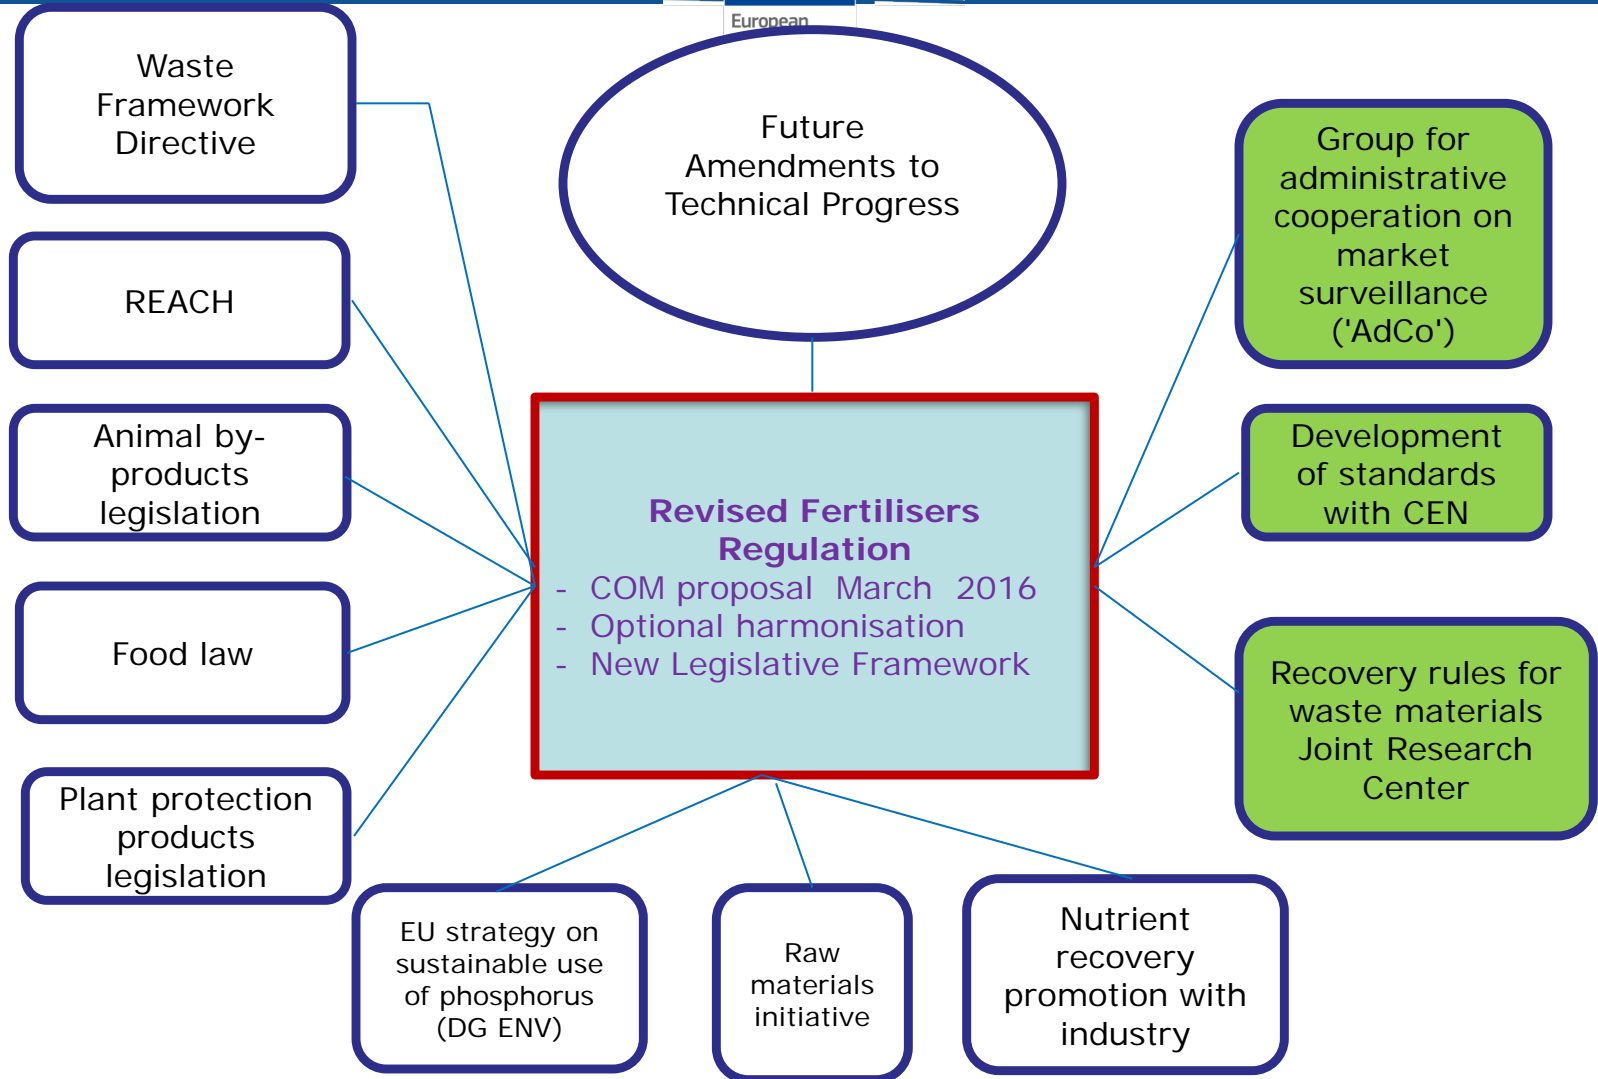 European
Waste
Framework
Directive
REACH
Animal by-
products
legislation
Food law
Plant protection
products
legislation
Future
Amendments to
Technical Progress
Revised Fertilisers
Regulation
- COM proposal March 2016
- Optional harmonisation
- New Legislative Framework
Group for
administrative
cooperation on
market
surveillance
('AdCo')
Development
of standards
with CEN
Recovery rules for
waste materials
Joint Research
Center
EU strategy on
sustainable use
of phosphorus
(DG ENV)
Raw
materials
initiative
Nutrient
recovery
promotion with
industry